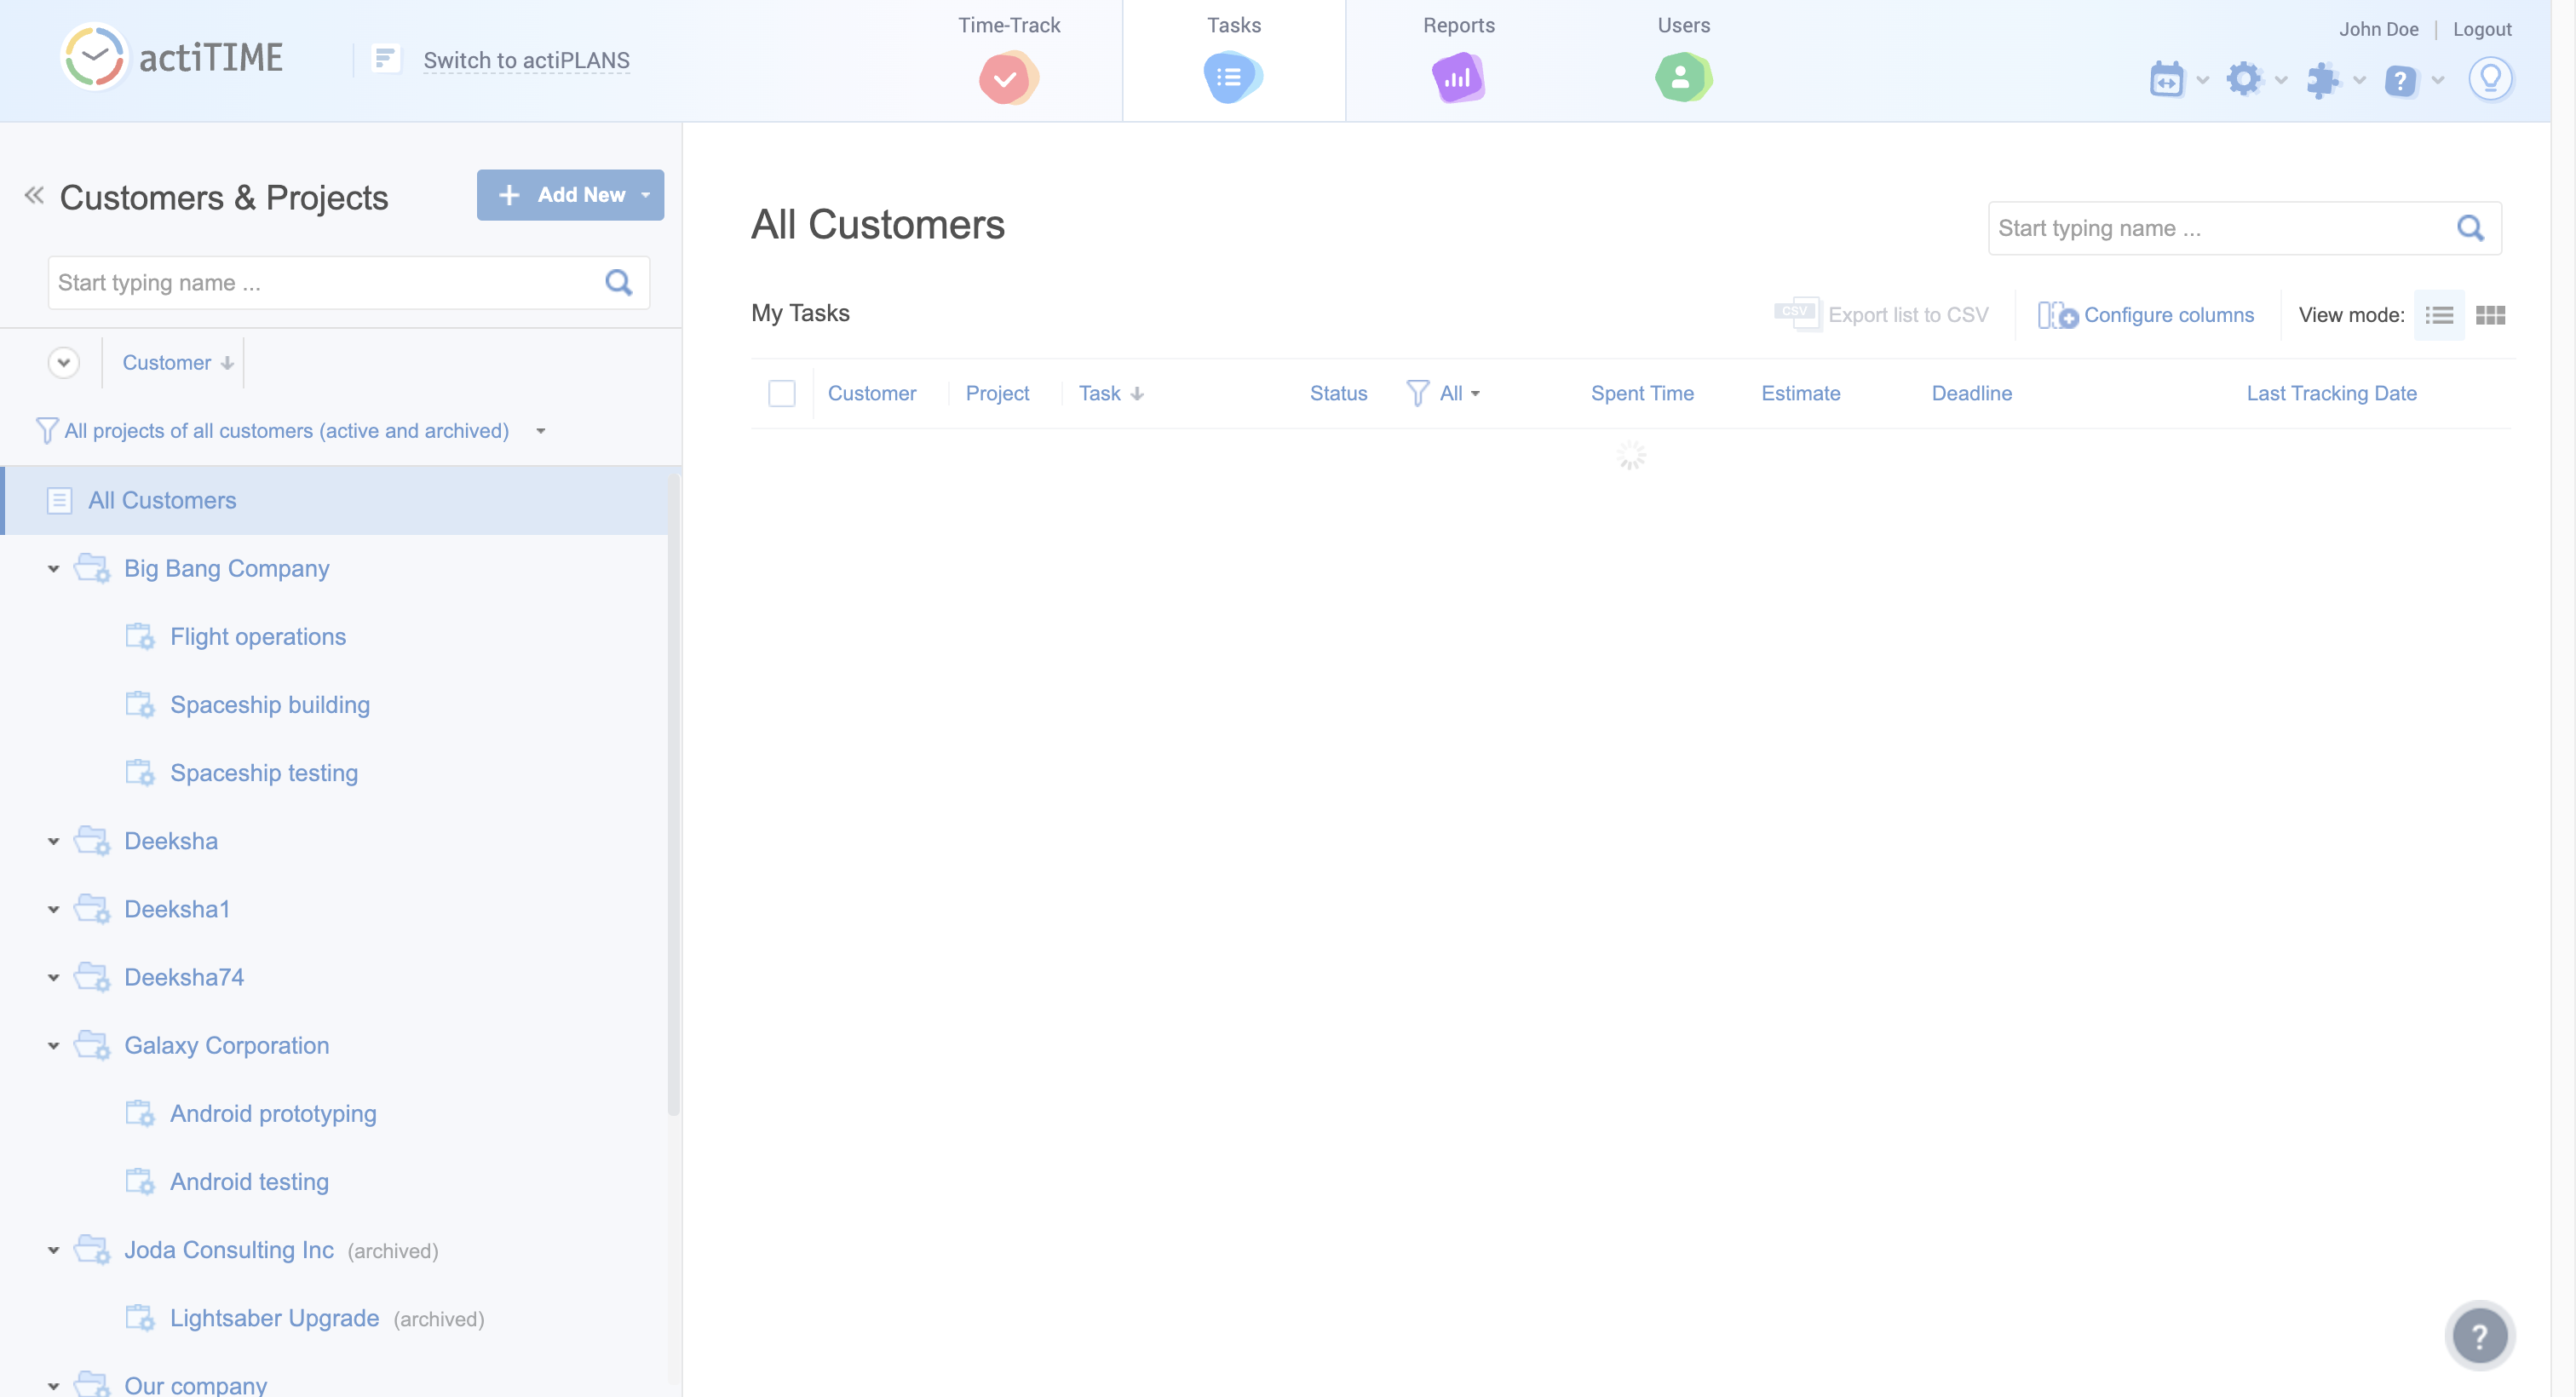 actiTIME
Switch to actiPLANS
Time-Track
Tasks
Reports
Users
John Doe
Logout
Customers & Projects
Add New
Start typing name ...
Customer
All projects of all customers (active and archived)
All Customers
Big Bang Company
Flight operations
Spaceship building
Spaceship testing
Deeksha
Deeksha1
Deeksha74
Galaxy Corporation
Android prototyping
Android testing
Joda Consulting Inc (archived)
Lightsaber Upgrade (archived)
Our company
All Customers
Start typing name ...
My Tasks
CSV
Export list to CSV
Configure columns
View mode:
Customer
Project
Task
Status
All
Spent Time
Estimate
Deadline
Last Tracking Date
?
?